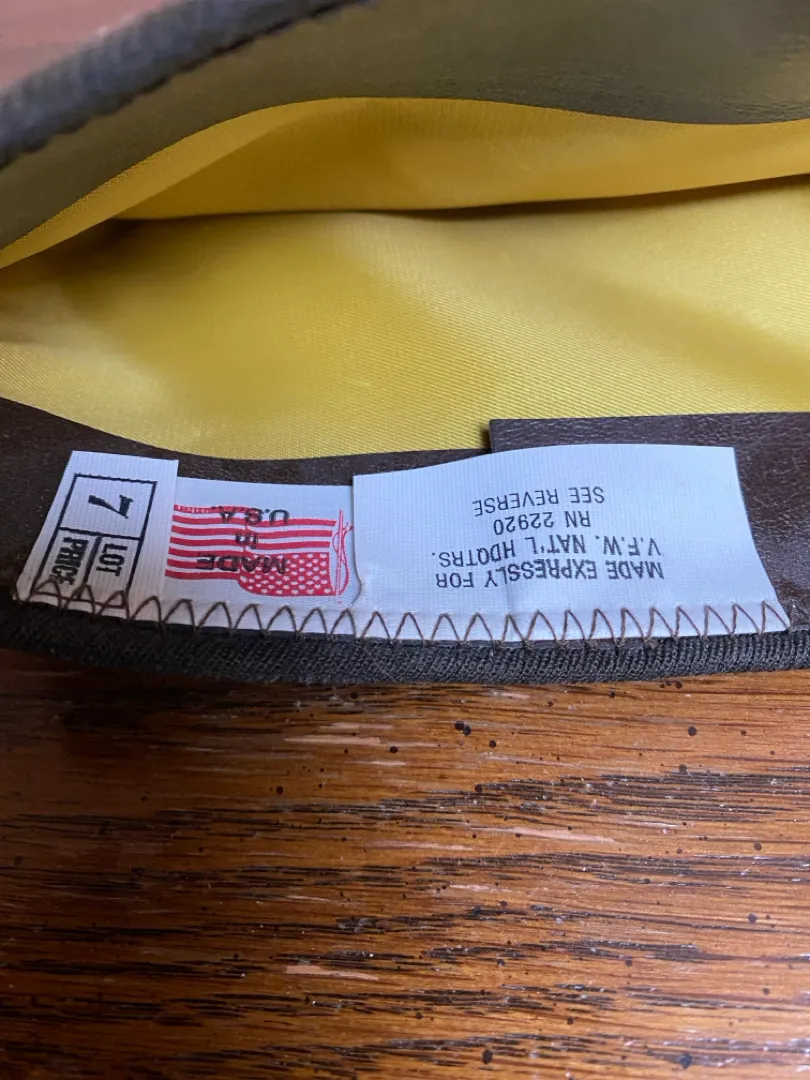 MADE EXPRESSLY FOR
V.F.W. NAT'L HDQTRS.
RN 22920
SEE REVERSE
MADE
in
U.S.A.
LOT
PRICE
7